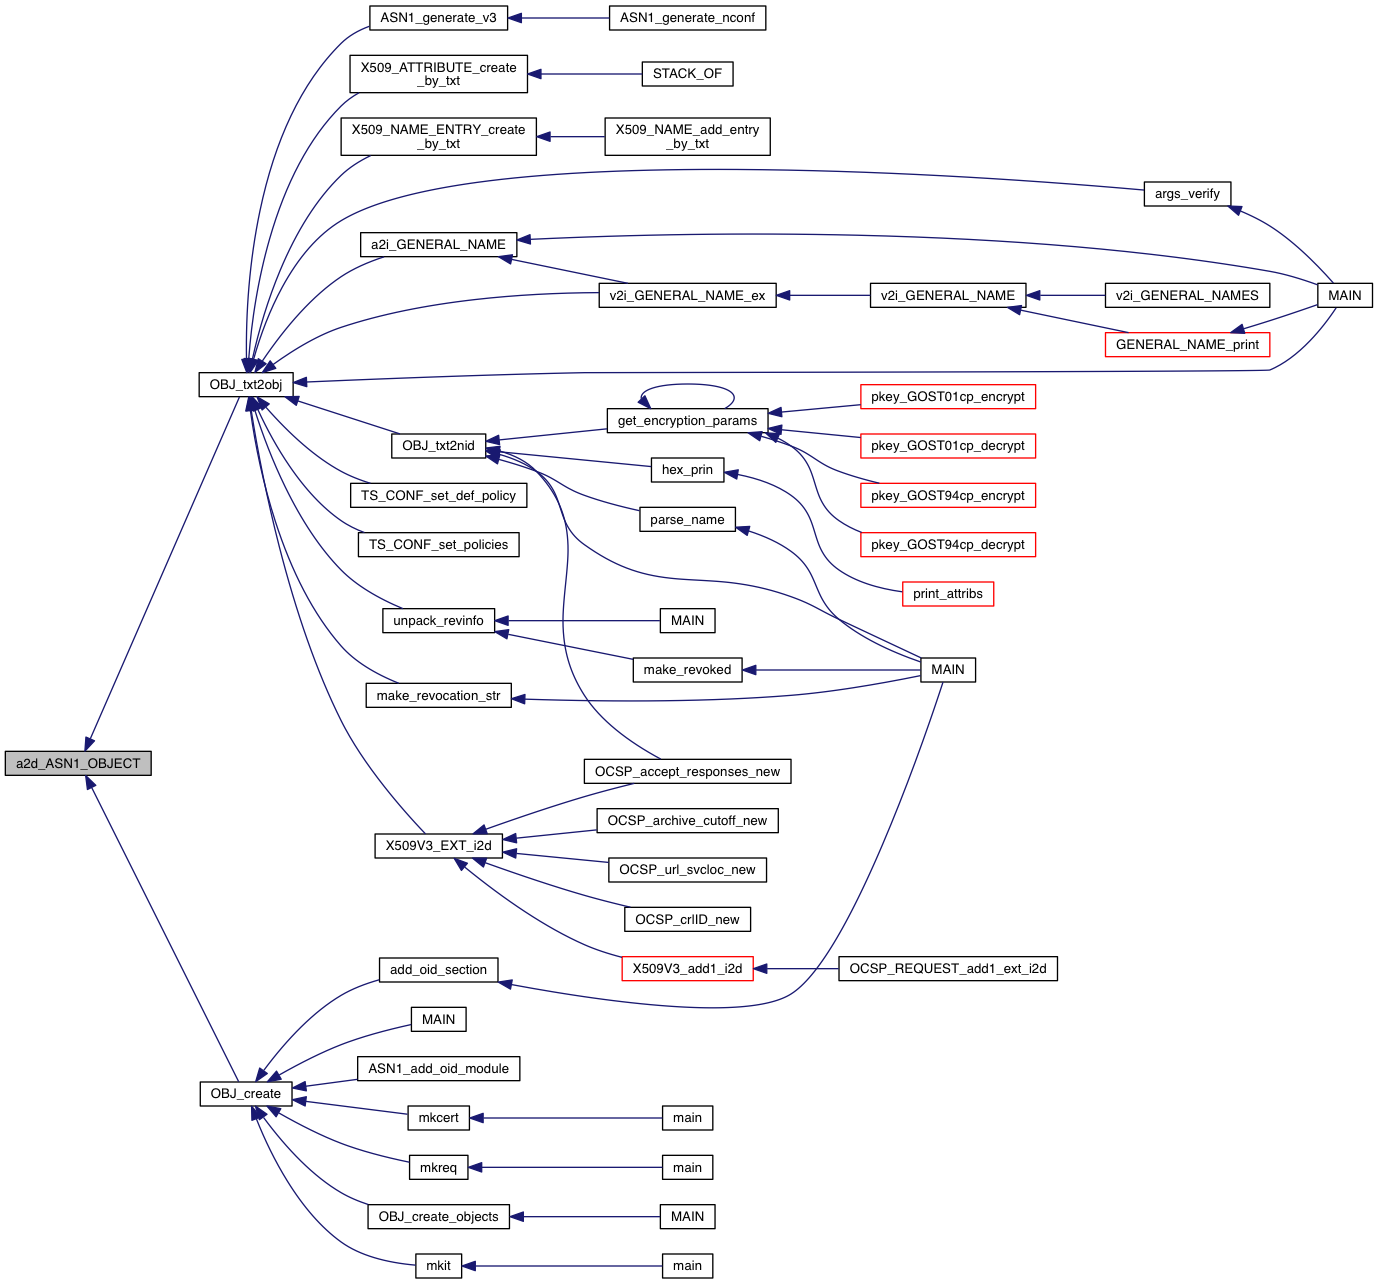 ASN1_generate_v3
ASN1_generate_nconf
X509_ATTRIBUTE_create
_by_txt
STACK_OF
X509_NAME_ENTRY_create
_by_txt
X509_NAME_add_entry
_by_txt
args_verify
a2i_GENERAL_NAME
v2i_GENERAL_NAME_ex
v2i_GENERAL_NAME
v2i_GENERAL_NAMES
MAIN
GENERAL_NAME_print
OBJ_txt2obj
pkey_GOST01cp_encrypt
get_encryption_params
OBJ_txt2nid
pkey_GOST01cp_decrypt
hex_prin
TS_CONF_set_def_policy
pkey_GOST94cp_encrypt
parse_name
TS_CONF_set_policies
pkey_GOST94cp_decrypt
print_attribs
unpack_revinfo
MAIN
make_revoked
MAIN
make_revocation_str
a2d_ASN1_OBJECT
OCSP_accept_responses_new
OCSP_archive_cutoff_new
X509V3_EXT_i2d
OCSP_url_svcloc_new
OCSP_crlID_new
add_oid_section
X509V3_add1_i2d
OCSP_REQUEST_add1_ext_i2d
MAIN
ASN1_add_oid_module
OBJ_create
mkcert
main
mkreq
main
OBJ_create_objects
MAIN
mkit
main